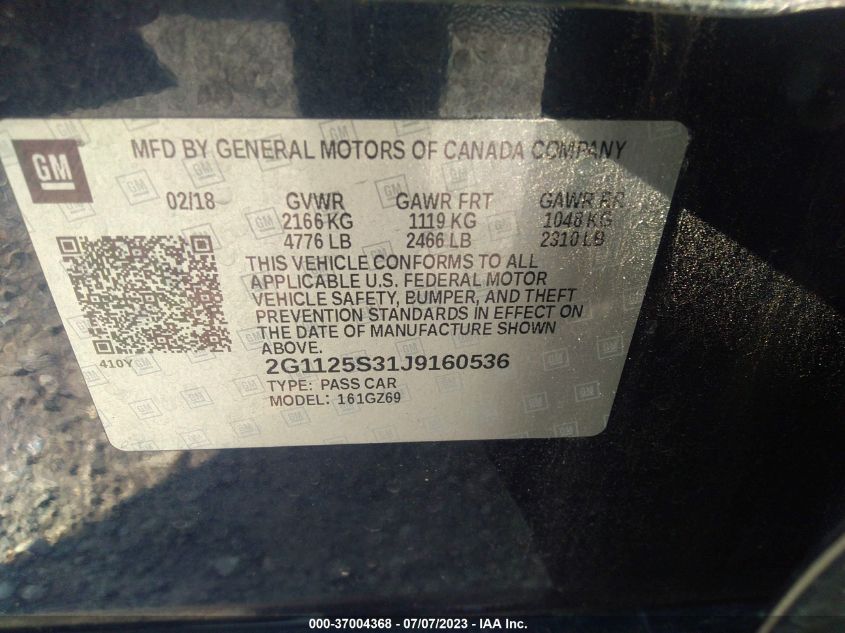 GM
MFD BY GENERAL MOTORS OF CANADA COMPANY
02/18 GVWR GAWR FRT GAWR RR
2166 KG 1119 KG 1048 KG
4776 LB 2466 LB 2310 LB
THIS VEHICLE CONFORMS TO ALL
APPLICABLE U.S. FEDERAL MOTOR
VEHICLE SAFETY, BUMPER, AND THEFT
PREVENTION STANDARDS IN EFFECT ON
THE DATE OF MANUFACTURE SHOWN
ABOVE.
410Y
2G1125S31J9160536
TYPE: PASS CAR
MODEL: 161GZ69
000-37004368 - 07/07/2023 - IAA Inc.